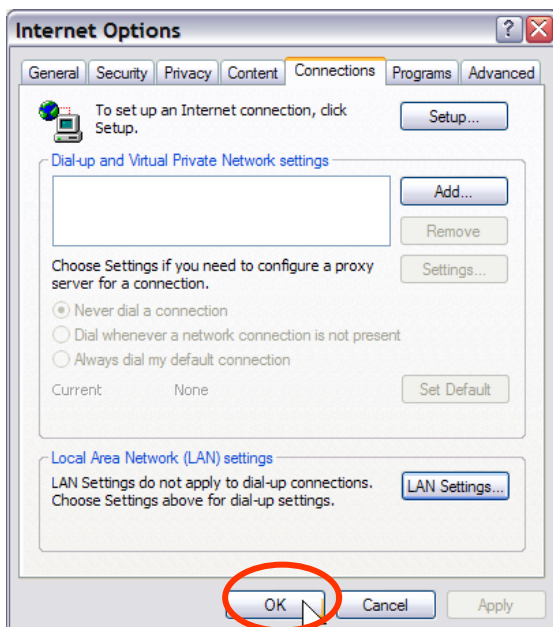 Internet Options
?
General Security Privacy Content Connections Programs Advanced
To set up an Internet connection, click
Setup.
Setup...
Dial-up and Virtual Private Network settings
Add...
Remove
Choose Settings if you need to configure a proxy
server for a connection.
Settings...
Never dial a connection
Dial whenever a network connection is not present
Always dial my default connection
Current None Set Default
Local Area Network (LAN) settings
LAN Settings do not apply to dial-up connections.
Choose Settings above for dial-up settings.
LAN Settings...
OK Cancel Apply